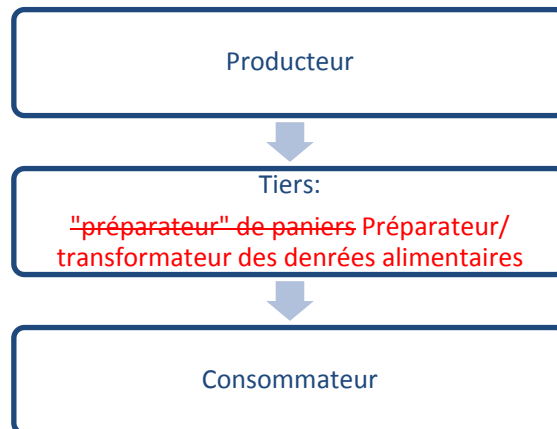 Producteur
Tiers:
"préparateur" de paniers Préparateur/
transformateur des denrées alimentaires
Consommateur